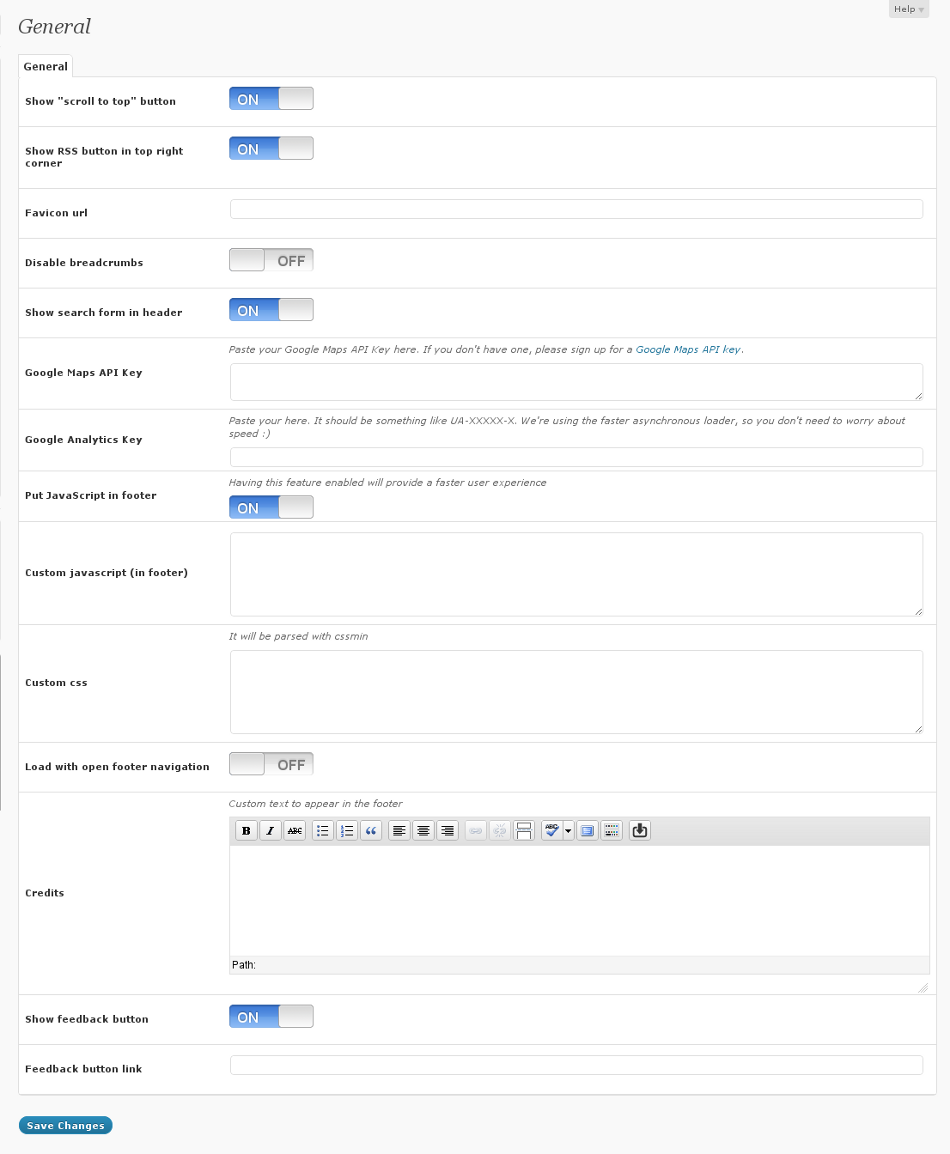 Help
General
General
Show "scroll to top" button
ON
Show RSS button in top right
corner
ON
Favicon url
Disable breadcrumbs
OFF
Show search form in header
ON
Paste your Google Maps API Key here. If you don't have one, please sign up for a Google Maps API key.
Google Maps API Key
Paste your here. It should be something like UA-XXXXX-X. We're using the faster asynchronous loader, so you don't need to worry about
speed :)
Google Analytics Key
Having this feature enabled will provide a faster user experience
Put JavaScript in footer
ON
Custom javascript (in footer)
It will be parsed with cssmin
Custom css
Load with open footer navigation
OFF
Custom text to appear in the footer
B I ABC ABC
Credits
Path:
Show feedback button
ON
Feedback button link
Save Changes